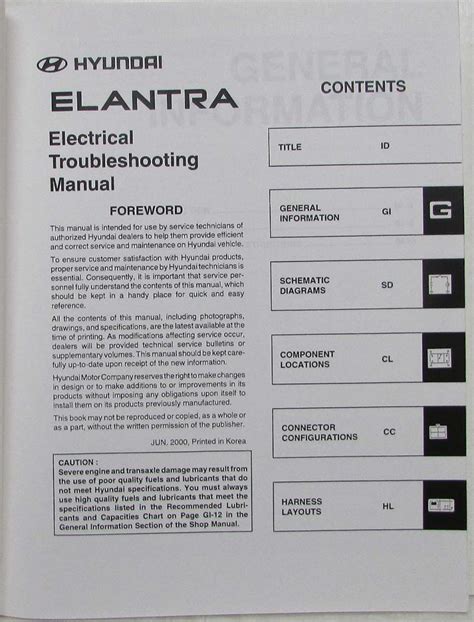 HYUNDAI
ELANTRA
Electrical
Troubleshooting
Manual
FOREWORD
This manual is intended for use by service technicians of
authorized Hyundai dealers to help them provide efficient
and correct service and maintenance on Hyundai vehicle.
To ensure customer satisfaction with Hyundai products,
proper service and maintenance by Hyundai technicians is
essential. Consequently, it is important that service per-
sonnel fully understand the contents of this manual, which
should be kept in a handy place for quick and easy
reference.
All the contents of this manual, including photographs,
drawings, and specifications, are the latest available at the
time of printing. As modifications affecting service occur,
dealers will be provided technical service bulletins or
supplementary volumes. This manual should be kept care-
fully up-to-date upon receipt of the new information.
Hyundai Motor Company reserves the right to make changes
in design or to make additions to or improvements in its
products without imposing any obligations upon itself to
install them on its products previously manufactured.
This book may not be reproduced or copied, as a whole or
as a part, without the written permission of the publisher.
JUN. 2000, Printed in Korea
CAUTION :
Severe engine and transaxle damage may result from
the use of poor quality fuels and lubricants that do
not meet Hyundai specifications. You must always
use high quality fuels and lubricants that meet the
specifications listed in the Recommended Lubri-
cants and Capacities Chart on Page GI-12 in the
General Information Section of the Shop Manual.
CONTENTS
TITLE ID
GENERAL
INFORMATION GI
G
SCHEMATIC
DIAGRAMS SD
COMPONENT
LOCATIONS CL
CONNECTOR
CONFIGURATIONS CC
HARNESS
LAYOUTS HL
GENERAL
INFORMATION